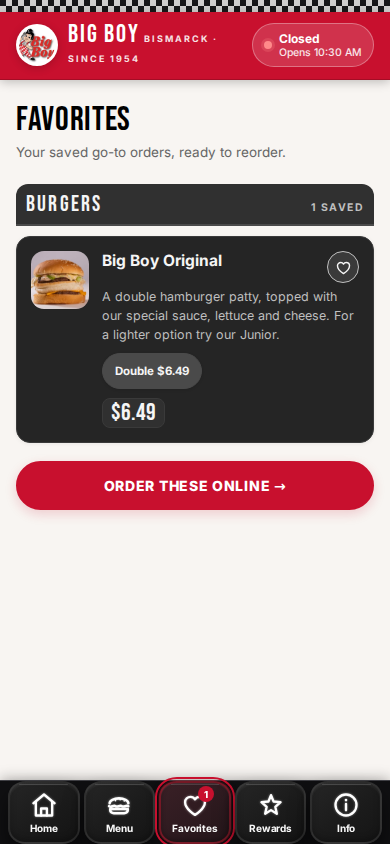 Big Boy
BIG BOY BISMARCK ·
SINCE 1954
Closed
Opens 10:30 AM
FAVORITES
Your saved go-to orders, ready to reorder.
BURGERS
1 SAVED
Big Boy Original
A double hamburger patty, topped with
our special sauce, lettuce and cheese. For
a lighter option try our Junior.
Double $6.49
$6.49
ORDER THESE ONLINE →
1
Home
Menu
Favorites
Rewards
Info